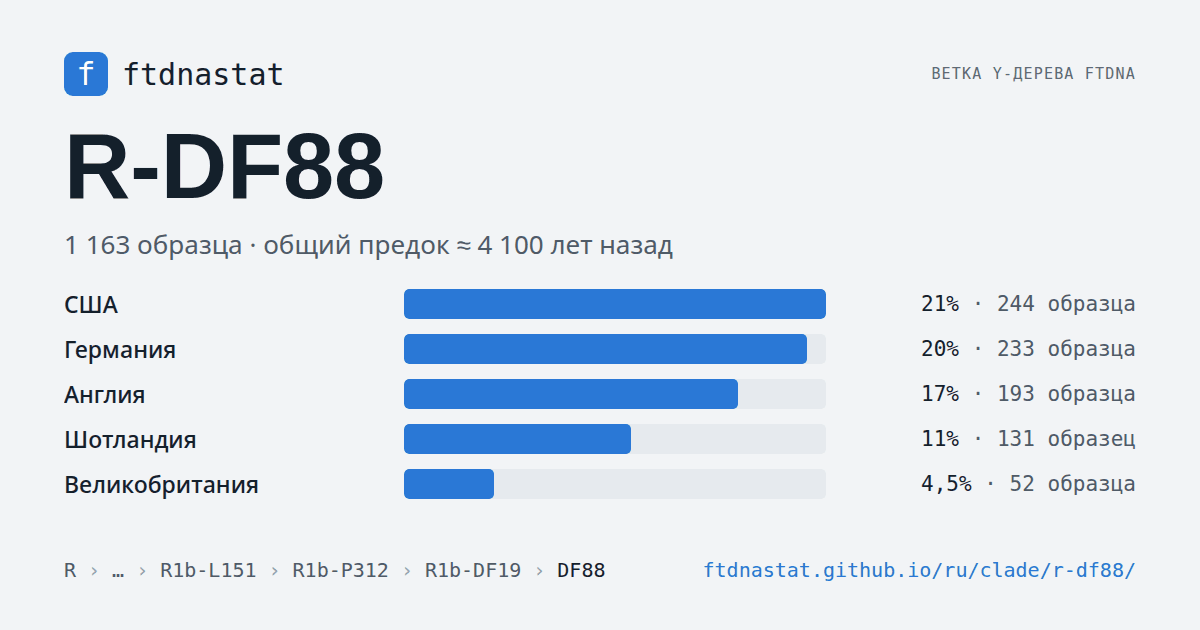 f ftdnastat
ВЕТКА Y-ДЕРЕВА FTDNA
R-DF88
1 163 образца · общий предок ≈ 4 100 лет назад
США 21% · 244 образца
Германия 20% · 233 образца
Англия 17% · 193 образца
Шотландия 11% · 131 образец
Великобритания 4,5% · 52 образца
R › … › R1b-L151 › R1b-P312 › R1b-DF19 › DF88
ftdnastat.github.io/ru/clade/r-df88/